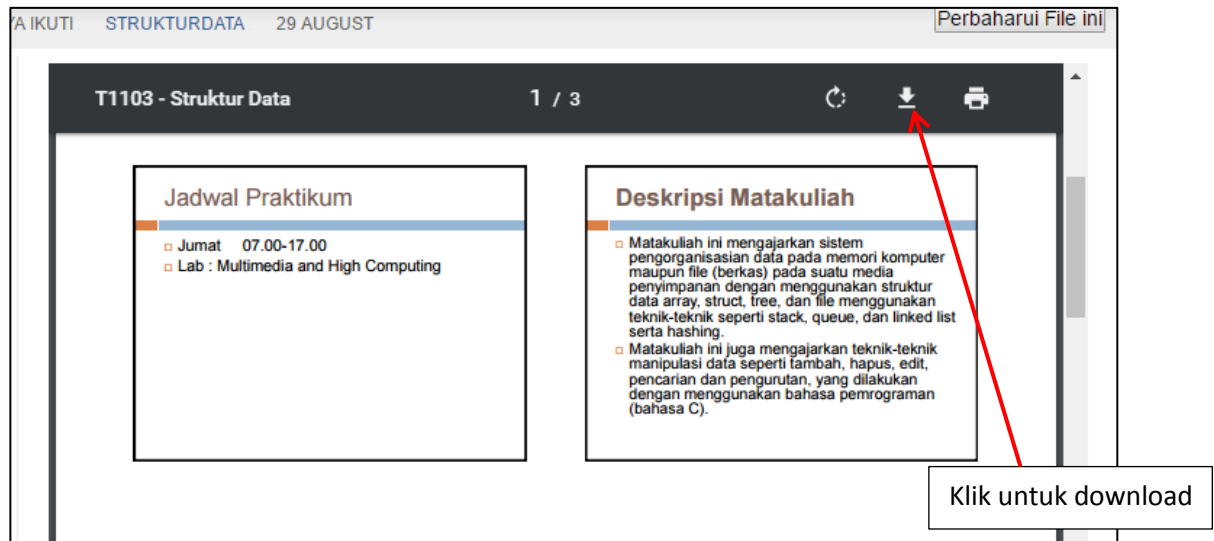 YA IKUTI STRUKTURDATA 29 AUGUST
Perbaharui File ini
T1103 - Struktur Data 1 / 3
Jadwal Praktikum
Jumat 07.00-17.00
Lab : Multimedia and High Computing
Deskripsi Matakuliah
Matakuliah ini mengajarkan sistem
pengorganisasian data pada memori komputer
maupun file (berkas) pada suatu media
penyimpanan dengan menggunakan struktur
data array, struct, tree, dan file menggunakan
teknik-teknik seperti stack, queue, dan linked list
serta hashing.
Matakuliah ini juga mengajarkan teknik-teknik
manipulasi data seperti tambah, hapus, edit,
pencarian dan pengurutan, yang dilakukan
dengan menggunakan bahasa pemrograman
(bahasa C).
Klik untuk download